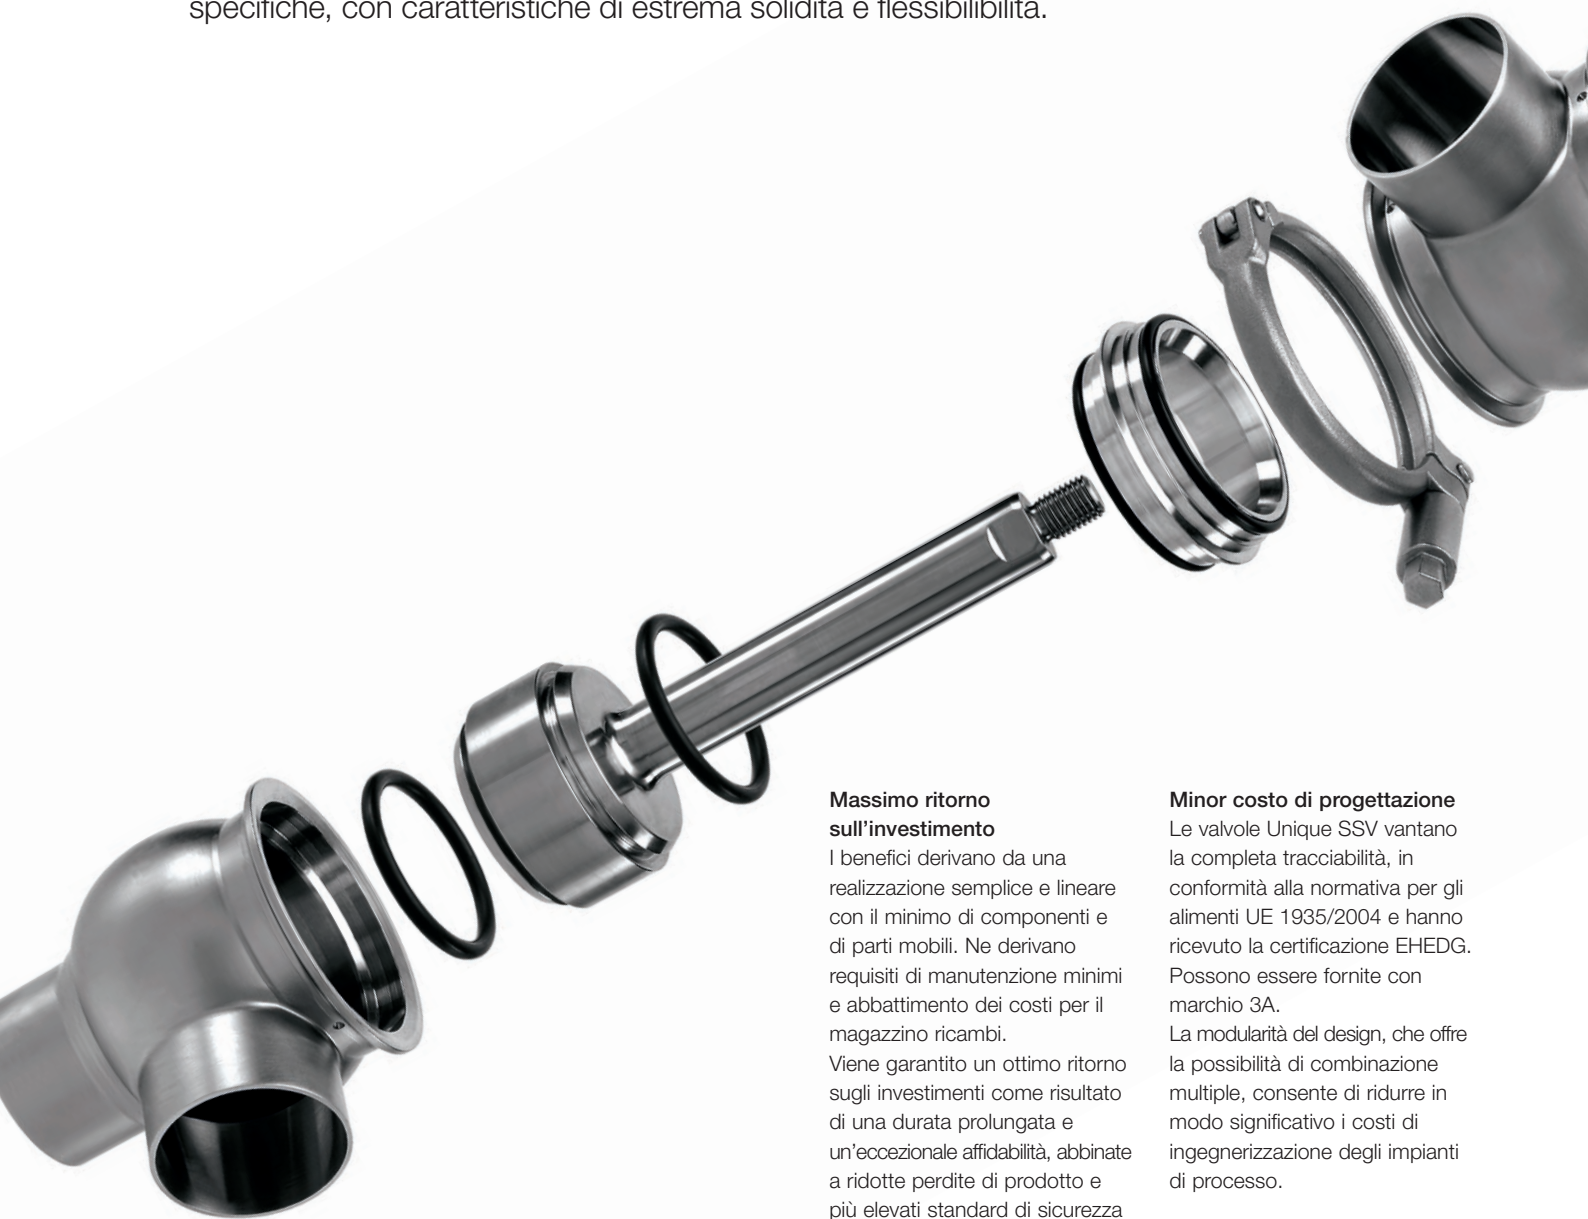 specifiche, con caratteristiche di estrema solidità e flessibilibilità.
Massimo ritorno
sull'investimento
I benefici derivano da una
realizzazione semplice e lineare
con il minimo di componenti e
di parti mobili. Ne derivano
requisiti di manutenzione minimi
e abbattimento dei costi per il
magazzino ricambi.
Viene garantito un ottimo ritorno
sugli investimenti come risultato
di una durata prolungata e
un'eccezionale affidabilità, abbinate
a ridotte perdite di prodotto e
più elevati standard di sicurezza
Minor costo di progettazione
Le valvole Unique SSV vantano
la completa tracciabilità, in
conformità alla normativa per gli
alimenti UE 1935/2004 e hanno
ricevuto la certificazione EHEDG.
Possono essere fornite con
marchio 3A.
La modularità del design, che offre
la possibilità di combinazione
multiple, consente di ridurre in
modo significativo i costi di
ingegnerizzazione degli impianti
di processo.